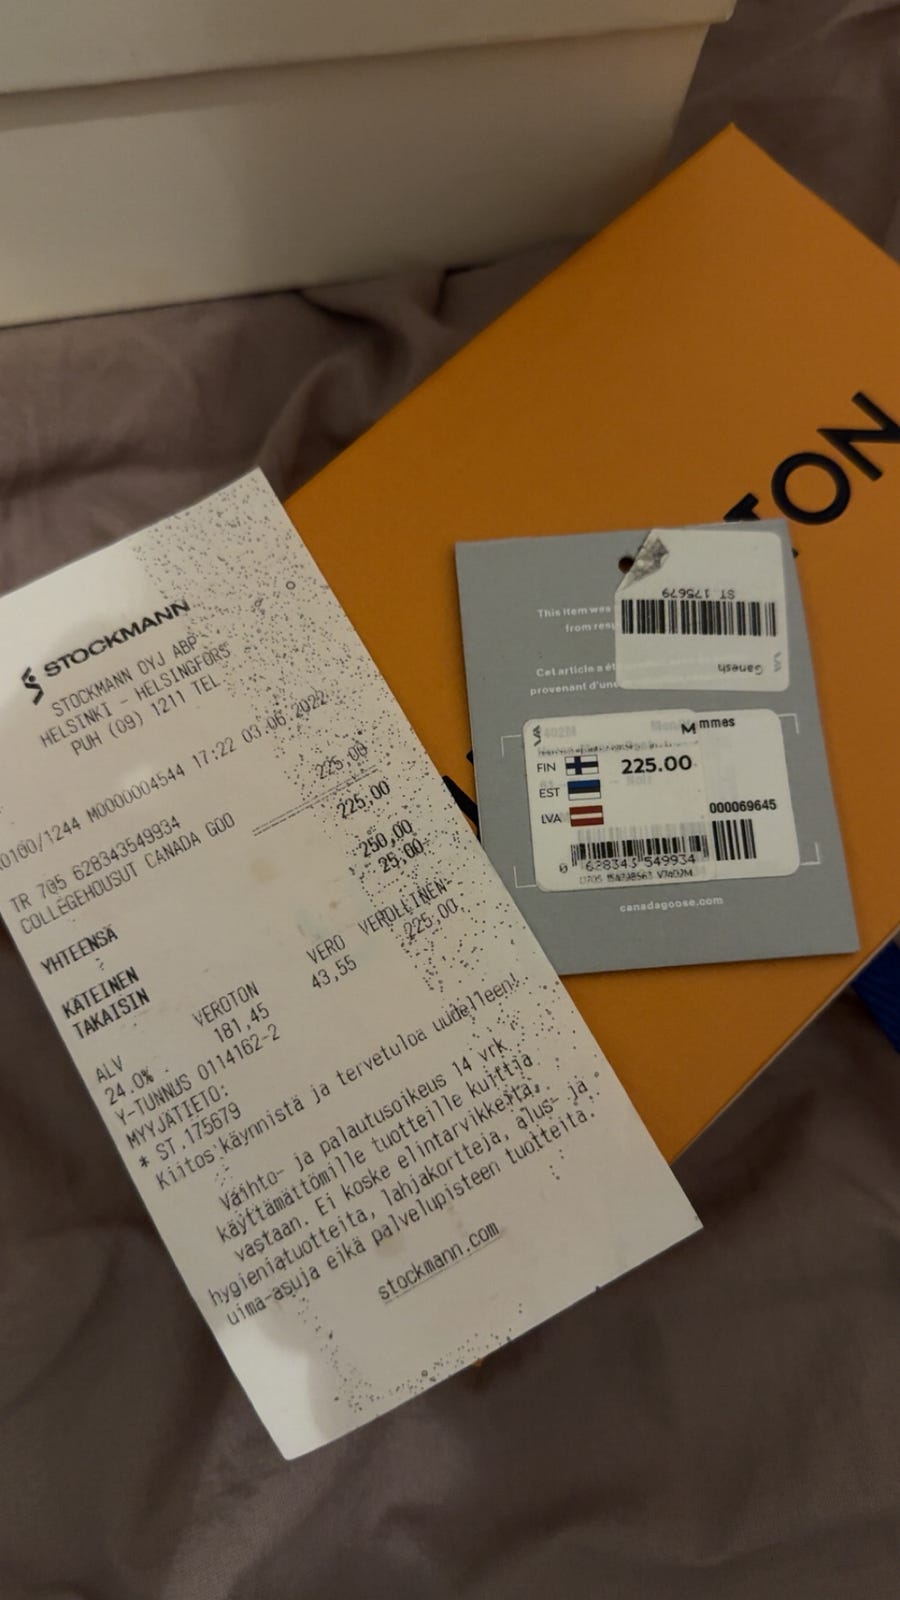 STOCKMANN
STOCKMANN OYJ ABP
HELSINKI - HELSINGFORS
PUH (09) 1211 TEL
0100/1244 M0000004544 17:22 03.06.2022
TR 705 628343549934 225,00
COLLEGEHOUSUT CANADA GOO
YHTEENSÄ 225,00
KÄTEINEN 250,00
TAKAISIN 25,00
ALV VEROTON VERO VEROLLINEN
24.0% 181,45 43,55 225,00
Y-TUNNUS 0114162-2
MYYJÄTIETO:
* ST.175679
Kiitos käynnistä ja tervetuloa uudelleen!
Vaihto- ja palautusoikeus 14 vrk
käyttämättömille tuotteille kuittia
vastaan. Ei koske elintarvikkeita,
hygieniatuotteita, lahjakortteja, alus- ja
uima-asuja eikä palvelupisteen tuotteita.
stockmann.com
TON
This item was
from
Cet article a
provenant d'une
ST 175679
Ganesh
M mmes
FIN 225.00
EST
LVA
000069645
0 628343 549934
canadagoose.com